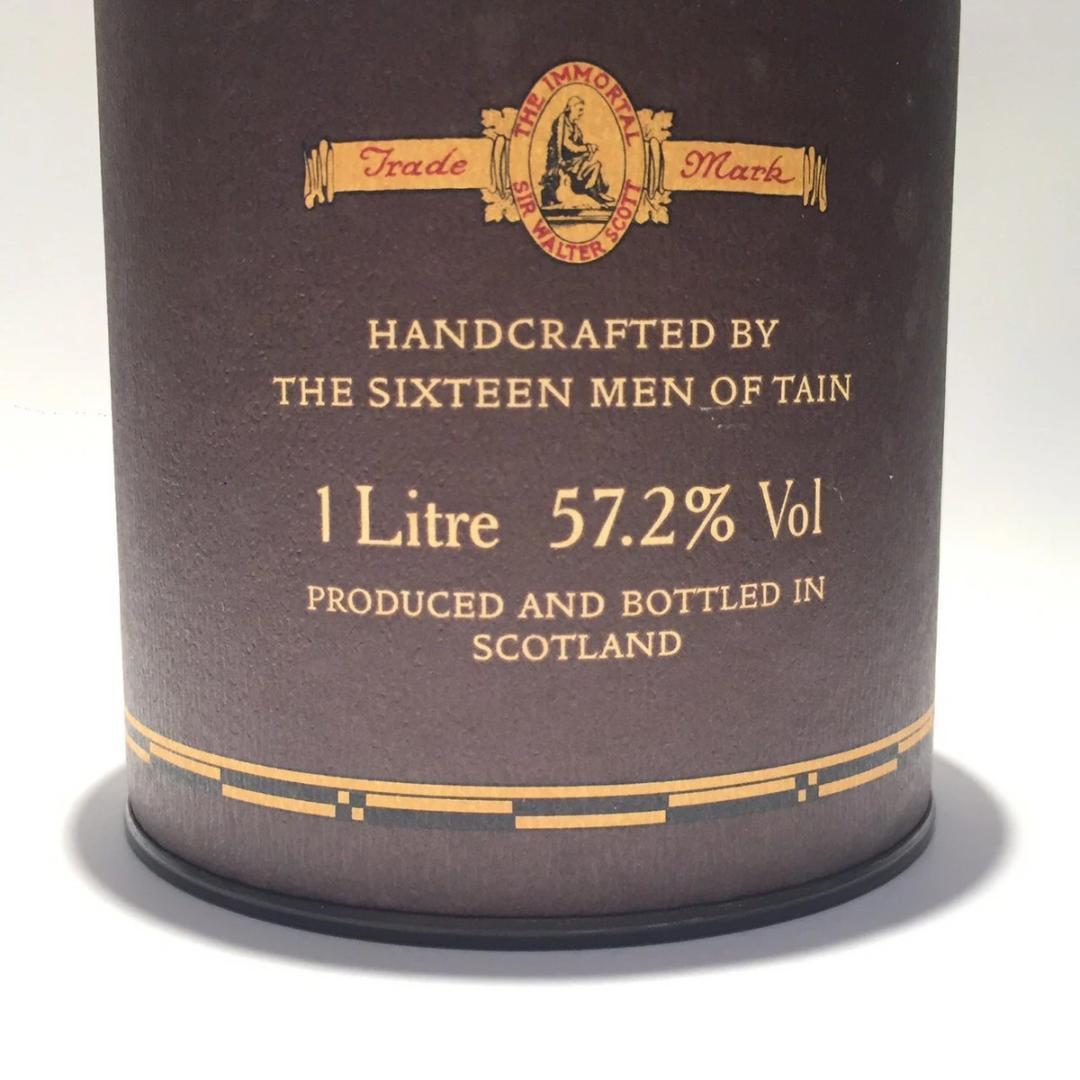 THE IMMORTAL
Trade Mark
SIR WALTER SCOTT
HANDCRAFTED BY
THE SIXTEEN MEN OF TAIN
1 Litre 57.2% Vol
PRODUCED AND BOTTLED IN
SCOTLAND